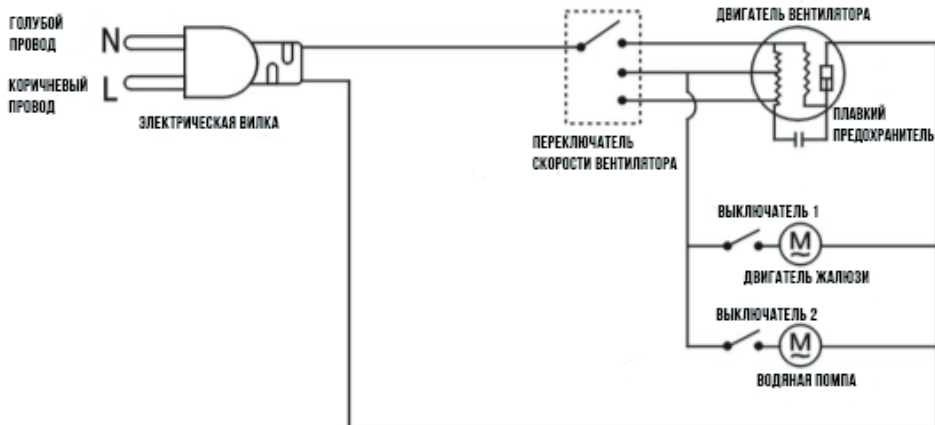 ГОЛУБОЙ
ПРОВОД
N
КОРИЧНЕВЫЙ
ПРОВОД
L
ЭЛЕКТРИЧЕСКАЯ ВИЛКА
ПЕРЕКЛЮЧАТЕЛЬ
СКОРОСТИ ВЕНТИЛЯТОРА
ДВИГАТЕЛЬ ВЕНТИЛЯТОРА
ПЛАВКИЙ
ПРЕДОХРАНИТЕЛЬ
ВЫКЛЮЧАТЕЛЬ 1
M
ДВИГАТЕЛЬ ЖАЛЮЗИ
ВЫКЛЮЧАТЕЛЬ 2
M
ВОДЯНАЯ ПОМПА